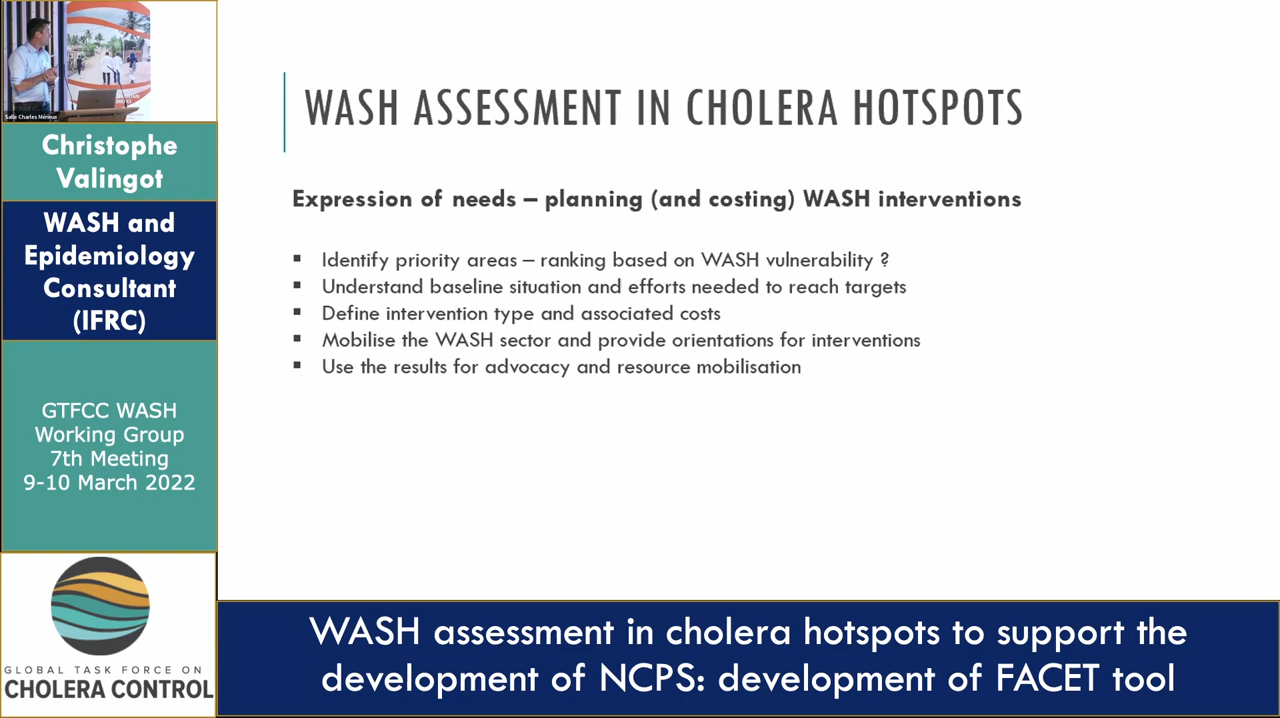 Salle Charles Mérieux
Christophe
Valingot
WASH and
Epidemiology
Consultant
(IFRC)
GTFCC WASH
Working Group
7th Meeting
9-10 March 2022
GLOBAL TASK FORCE ON
CHOLERA CONTROL
WASH ASSESSMENT IN CHOLERA HOTSPOTS
Expression of needs – planning (and costing) WASH interventions
▪ Identify priority areas – ranking based on WASH vulnerability ?
▪ Understand baseline situation and efforts needed to reach targets
▪ Define intervention type and associated costs
▪ Mobilise the WASH sector and provide orientations for interventions
▪ Use the results for advocacy and resource mobilisation
WASH assessment in cholera hotspots to support the
development of NCPS: development of FACET tool